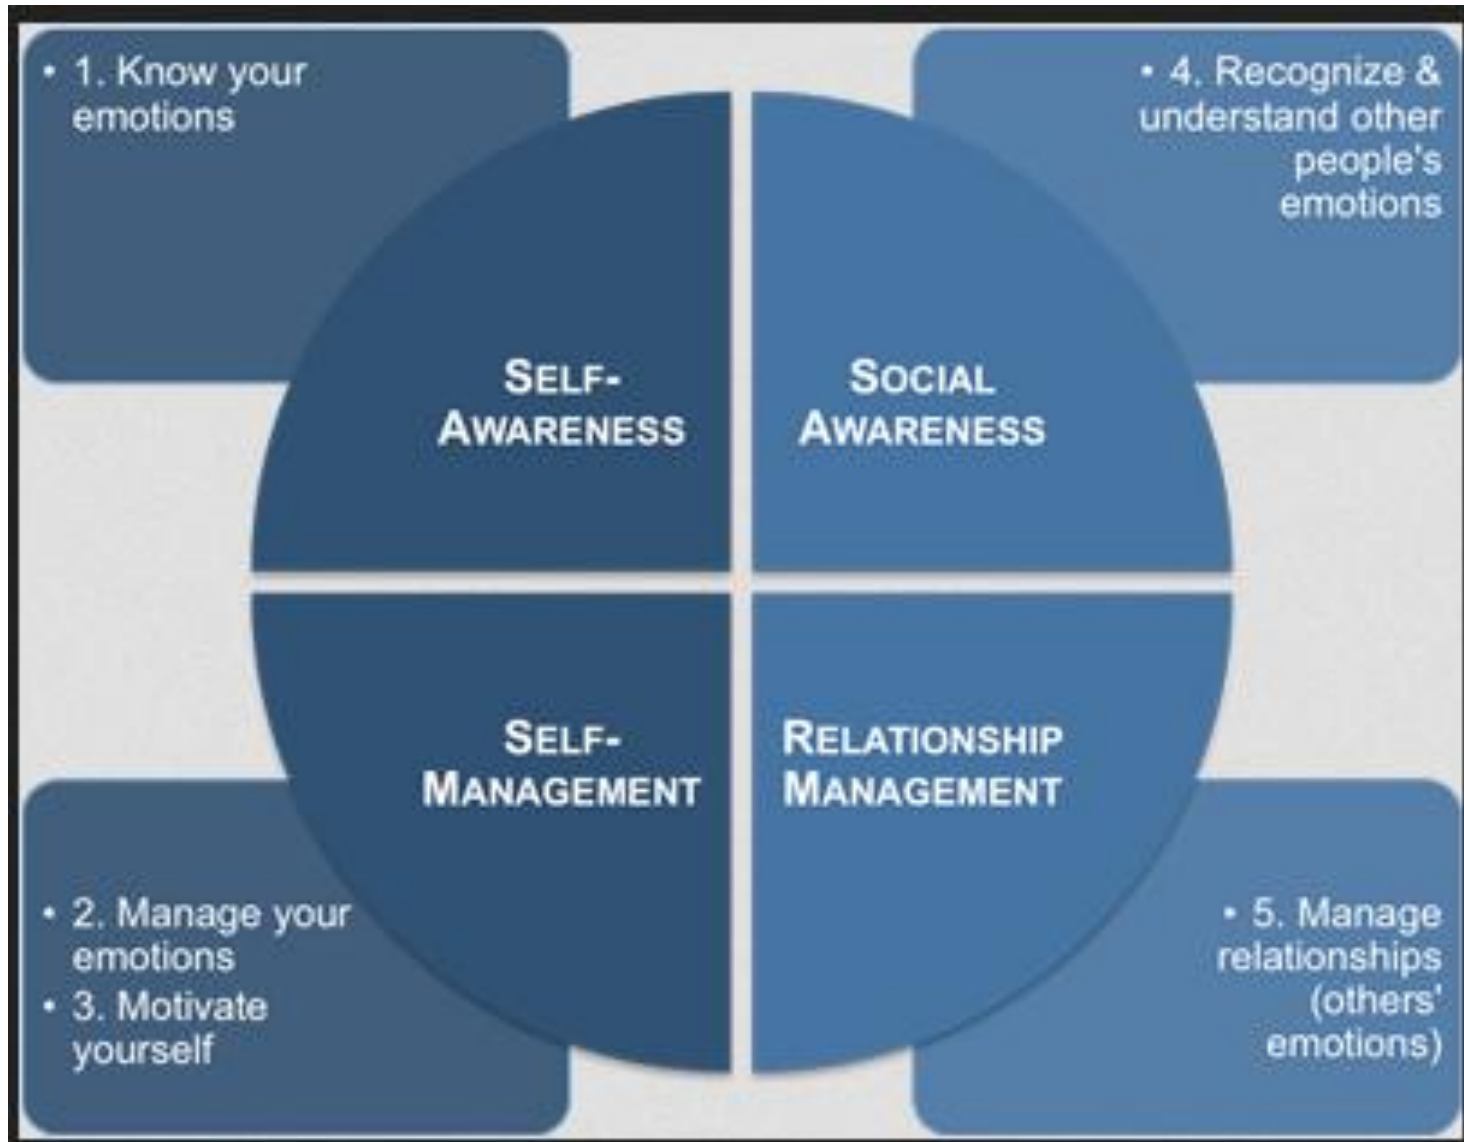 • 1. Know your
emotions
• 4. Recognize &
understand other
people's
emotions
SELF-
AWARENESS
SOCIAL
AWARENESS
SELF-
MANAGEMENT
RELATIONSHIP
MANAGEMENT
• 2. Manage your
emotions
• 3. Motivate
yourself
• 5. Manage
relationships
(others'
emotions)